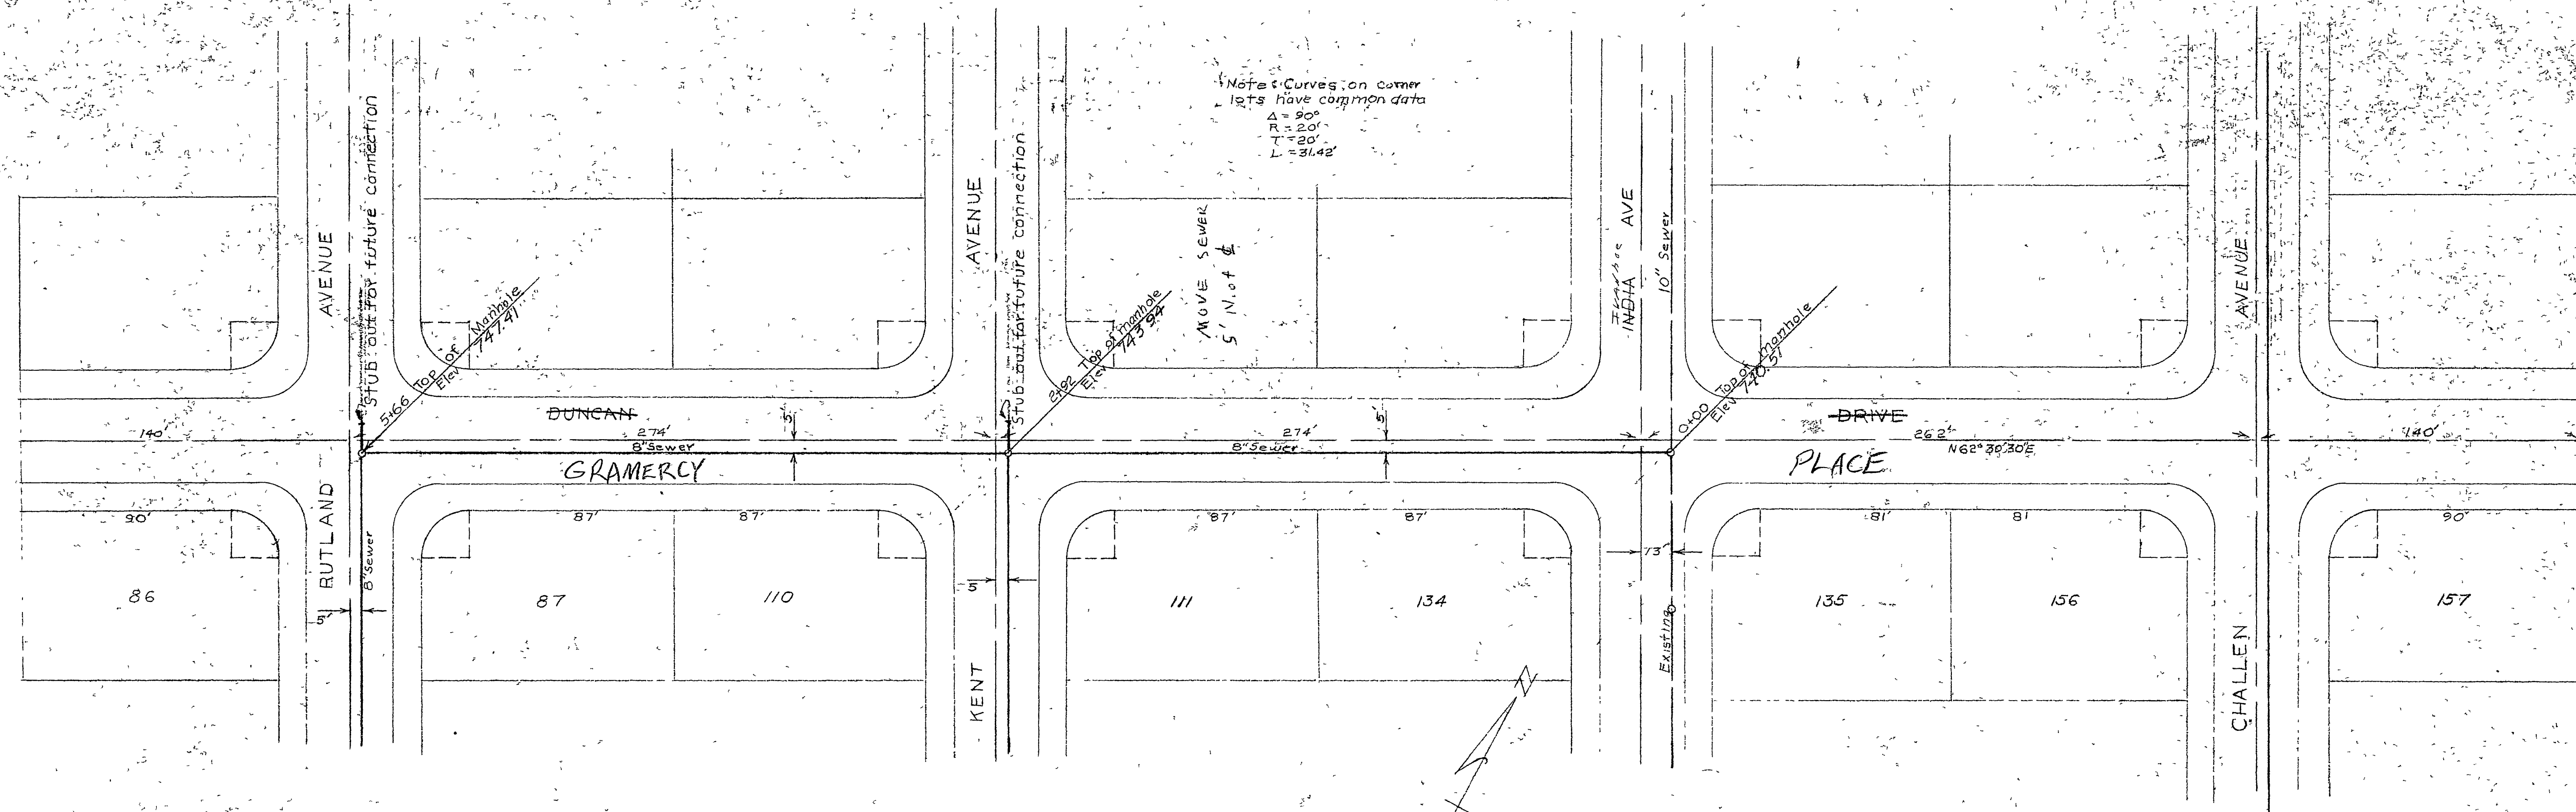 Note: Curves on corner
lots have common data
Δ = 90°
R = 20'
T = 20'
L = 31.42'
AVENUE
Stub out for future connection
5+66 Top of Manhole
Elev 747.41
AVENUE
Stub out for future connection
2+92 Top of manhole
Elev 743.94
MOVE SEWER
5' N. of ℄
INDIA AVE
10" Sewer
0+00 Top of manhole
Elev 740.57
AVENUE
DUNCAN
DRIVE
140'
274'
8" Sewer
5'
274'
8" Sewer
5'
262'
N62°30'30"E
140'
GRAMERCY
PLACE
90'
87'
87'
87'
87'
81'
81
90'
RUTLAND
8" Sewer
5'
KENT
5
13'
Existing
CHALLEN
86
87
110
111
134
135
156
157
N